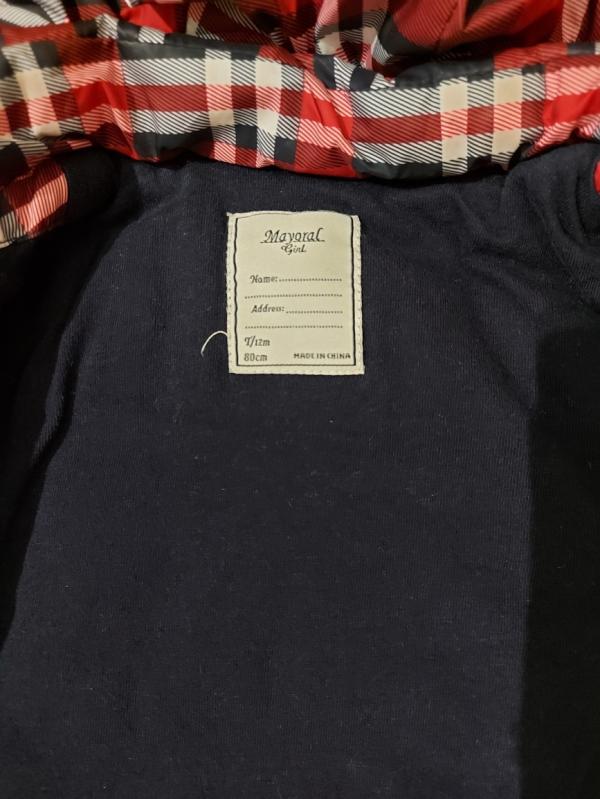 Mayoral
Girl
Name:
Address:
T/12m
80cm MADE IN CHINA